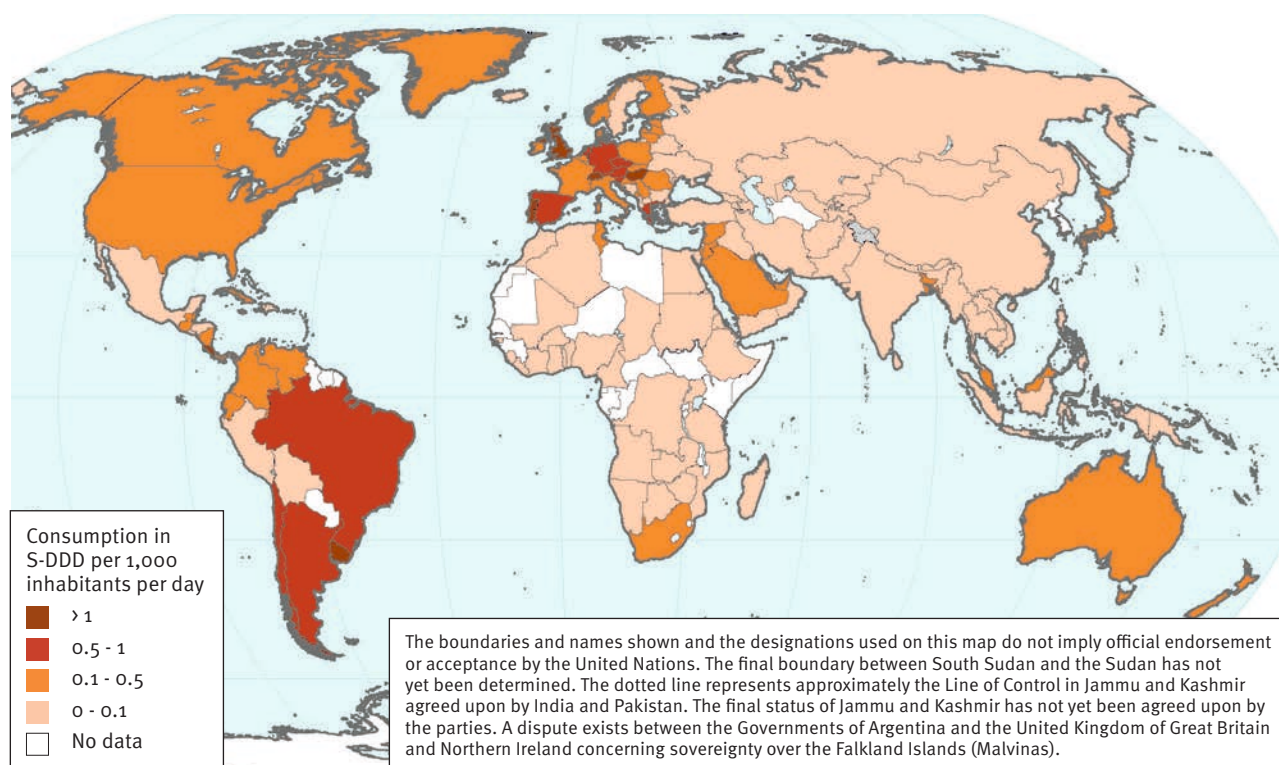 Consumption in
S-DDD per 1,000
inhabitants per day
> 1
0.5 - 1
0.1 - 0.5
0 - 0.1
No data
The boundaries and names shown and the designations used on this map do not imply official endorsement
or acceptance by the United Nations. The final boundary between South Sudan and the Sudan has not
yet been determined. The dotted line represents approximately the Line of Control in Jammu and Kashmir
agreed upon by India and Pakistan. The final status of Jammu and Kashmir has not yet been agreed upon by
the parties. A dispute exists between the Governments of Argentina and the United Kingdom of Great Britain
and Northern Ireland concerning sovereignty over the Falkland Islands (Malvinas).